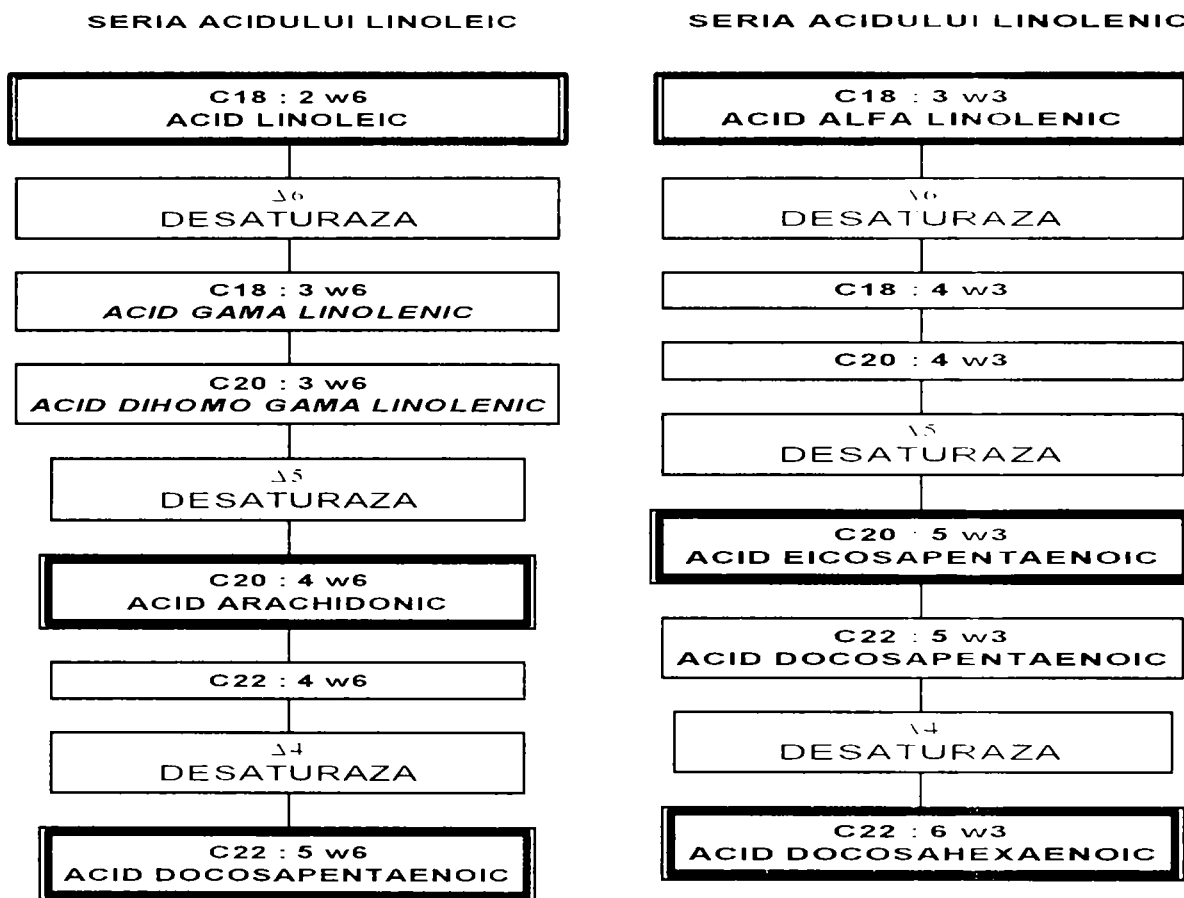 SERIA ACIDULUI LINOLEIC
C18 : 2 w6
ACID LINOLEIC
Δ6
DESATURAZA
C18 : 3 w6
ACID GAMA LINOLENIC
C20 : 3 w6
ACID DIHOMO GAMA LINOLENIC
Δ5
DESATURAZA
C20 : 4 w6
ACID ARACHIDONIC
C22 : 4 w6
Δ4
DESATURAZA
C22 : 5 w6
ACID DOCOSAPENTAENOIC
SERIA ACIDULUI LINOLENIC
C18 : 3 w3
ACID ALFA LINOLENIC
Δ6
DESATURAZA
C18 : 4 w3
C20 : 4 w3
Δ5
DESATURAZA
C20 : 5 w3
ACID EICOSAPENTAENOIC
C22 : 5 w3
ACID DOCOSAPENTAENOIC
Δ4
DESATURAZA
C22 : 6 w3
ACID DOCOSAHEXAENOIC